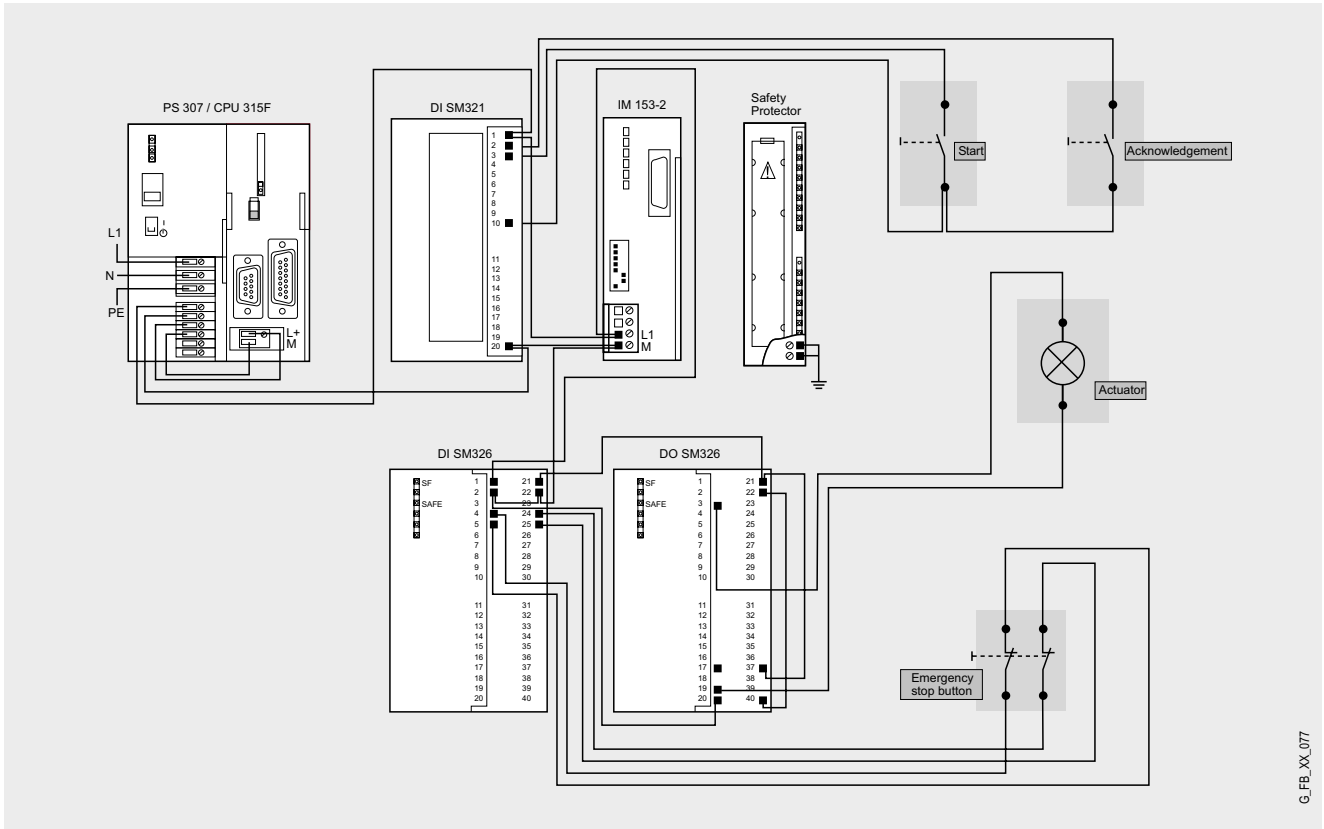 PS 307 / CPU 315F
DI SM321
IM 153-2
Safety
Protector
L1
N
PE
L+
M
1
2
3
4
5
6
7
8
9
10
11
12
13
14
15
16
17
18
19
20
L1
M
Start
Acknowledgement
Actuator
DI SM326
SF
SAFE
1 21
2 22
3 23
4 24
5 25
6 26
7 27
8 28
9 29
10 30
11 31
12 32
13 33
14 34
15 35
16 36
17 37
18 38
19 39
20 40
DO SM326
SF
SAFE
1 21
2 22
3 23
4 24
5 25
6 26
7 27
8 28
9 29
10 30
11 31
12 32
13 33
14 34
15 35
16 36
17 37
18 38
19 39
20 40
Emergency
stop button
G_FB_XX_077